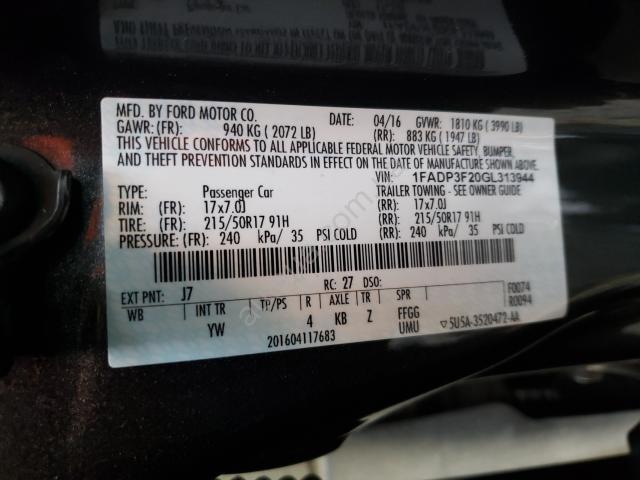 MFD. BY FORD MOTOR CO. DATE: 04/16 GVWR: 1810 KG ( 3990 LB)
GAWR: (FR): 940 KG ( 2072 LB) (RR): 883 KG ( 1947 LB)
THIS VEHICLE CONFORMS TO ALL APPLICABLE FEDERAL MOTOR VEHICLE SAFETY, BUMPER,
AND THEFT PREVENTION STANDARDS IN EFFECT ON THE DATE OF MANUFACTURE SHOWN ABOVE.
VIN: 1FADP3F20GL313944
TYPE: Passenger Car TRAILER TOWING - SEE OWNER GUIDE
RIM: (FR): 17x7.0J (RR): 17x7.0J
TIRE: (FR): 215/50R17 91H (RR): 215/50R17 91H
PRESSURE: (FR): 240 kPa/ 35 PSI COLD (RR): 240 kPa/ 35 PSI COLD
EXT PNT: J7 RC: 27 DSO: F0074
R0094
WB INT TR TP/PS R AXLE TR SPR
YW 4 KB Z FFGG
UMU
201604117683 5U5A-3520472-AA